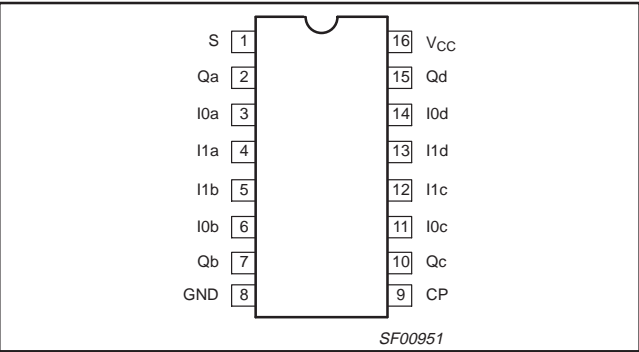 S 1 16 VCC
Qa 2 15 Qd
I0a 3 14 I0d
I1a 4 13 I1d
I1b 5 12 I1c
I0b 6 11 I0c
Qb 7 10 Qc
GND 8 9 CP
SF00951